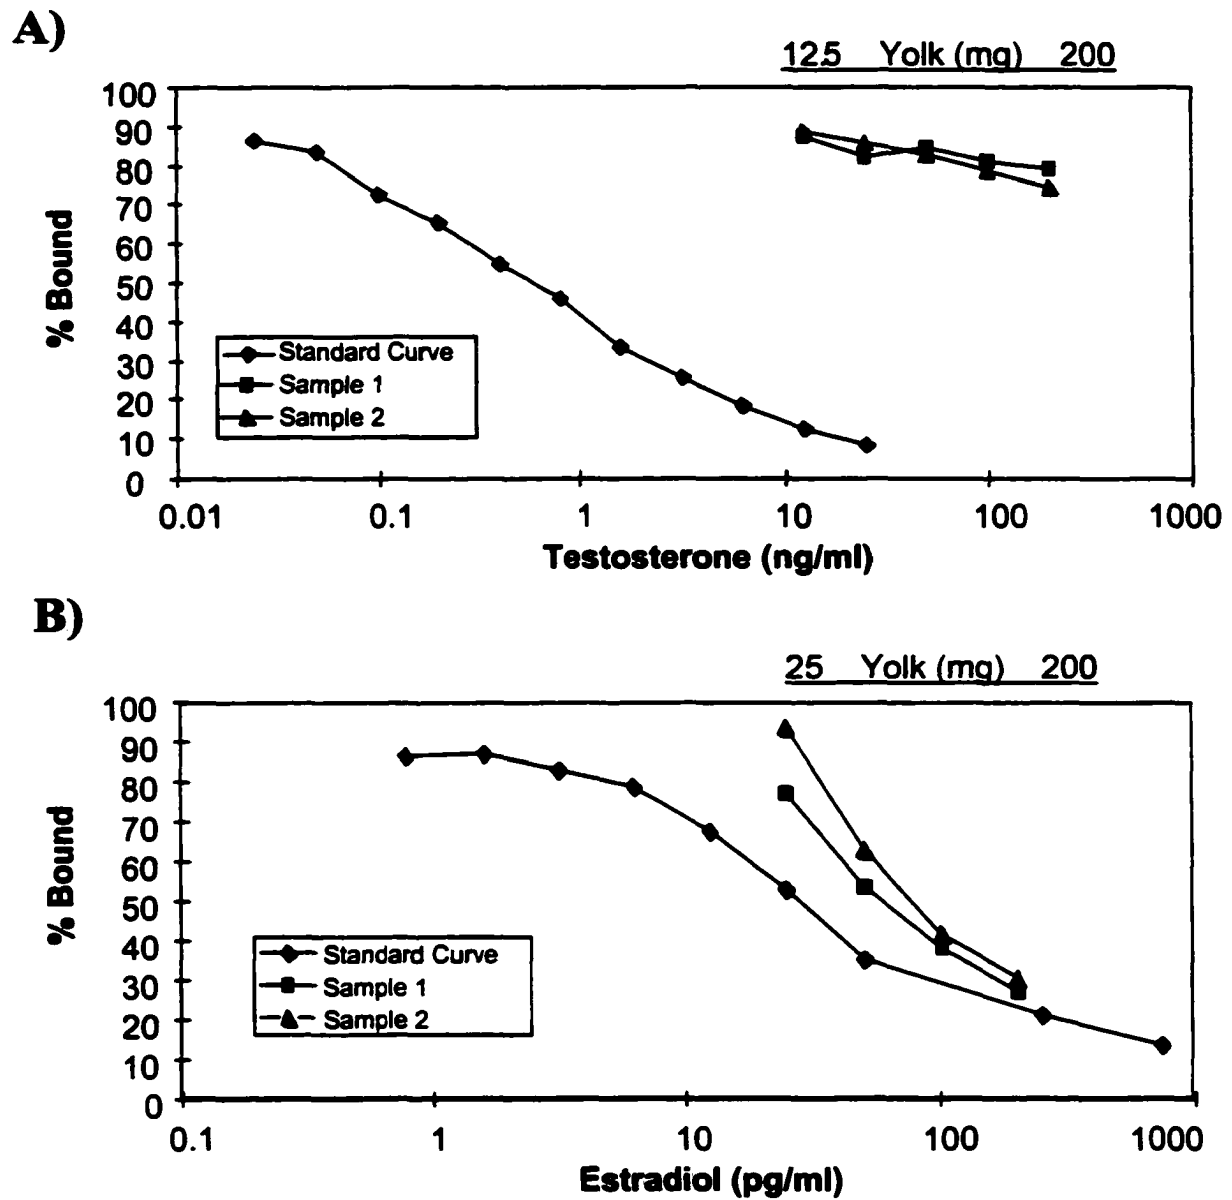 A)
12.5 Yolk (mg) 200
100
90
80
70
60
50
40
30
20
10
0
% Bound
Standard Curve
Sample 1
Sample 2
0.01 0.1 1 10 100 1000
Testosterone (ng/ml)
B)
25 Yolk (mg) 200
100
90
80
70
60
50
40
30
20
10
0
% Bound
Standard Curve
Sample 1
Sample 2
0.1 1 10 100 1000
Estradiol (pg/ml)